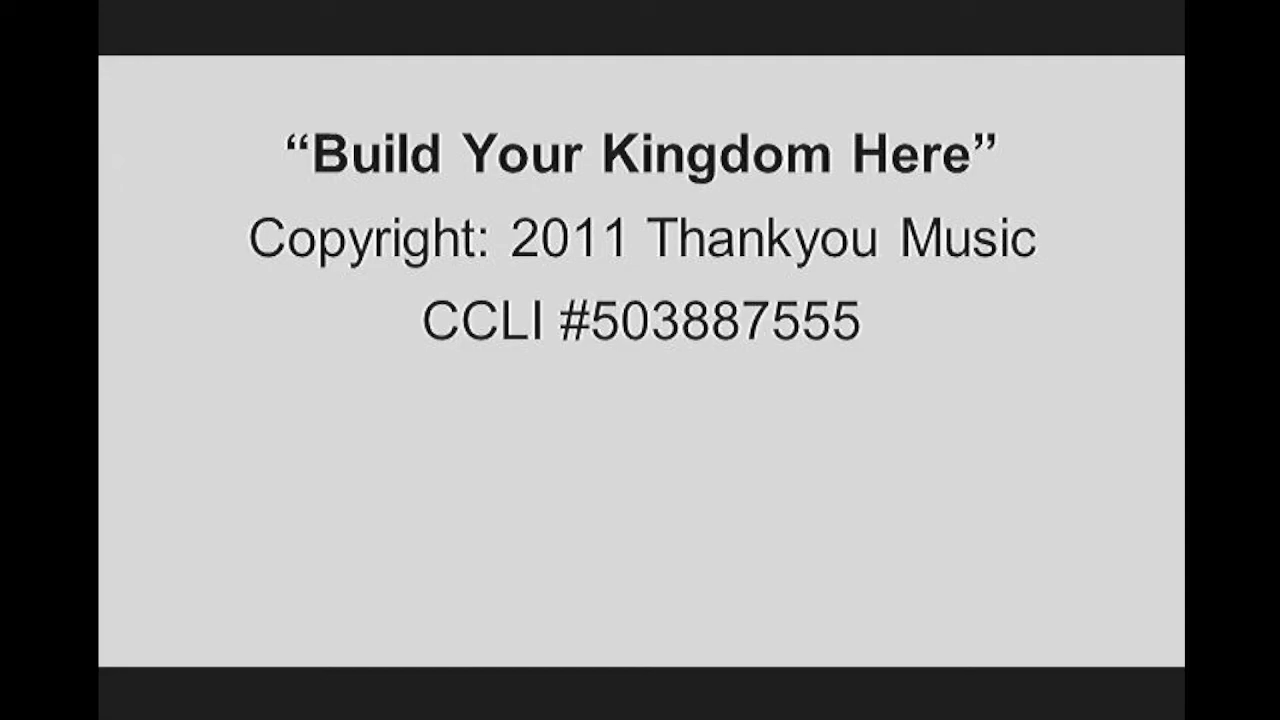 “Build Your Kingdom Here”
Copyright: 2011 Thankyou Music
CCLI #503887555